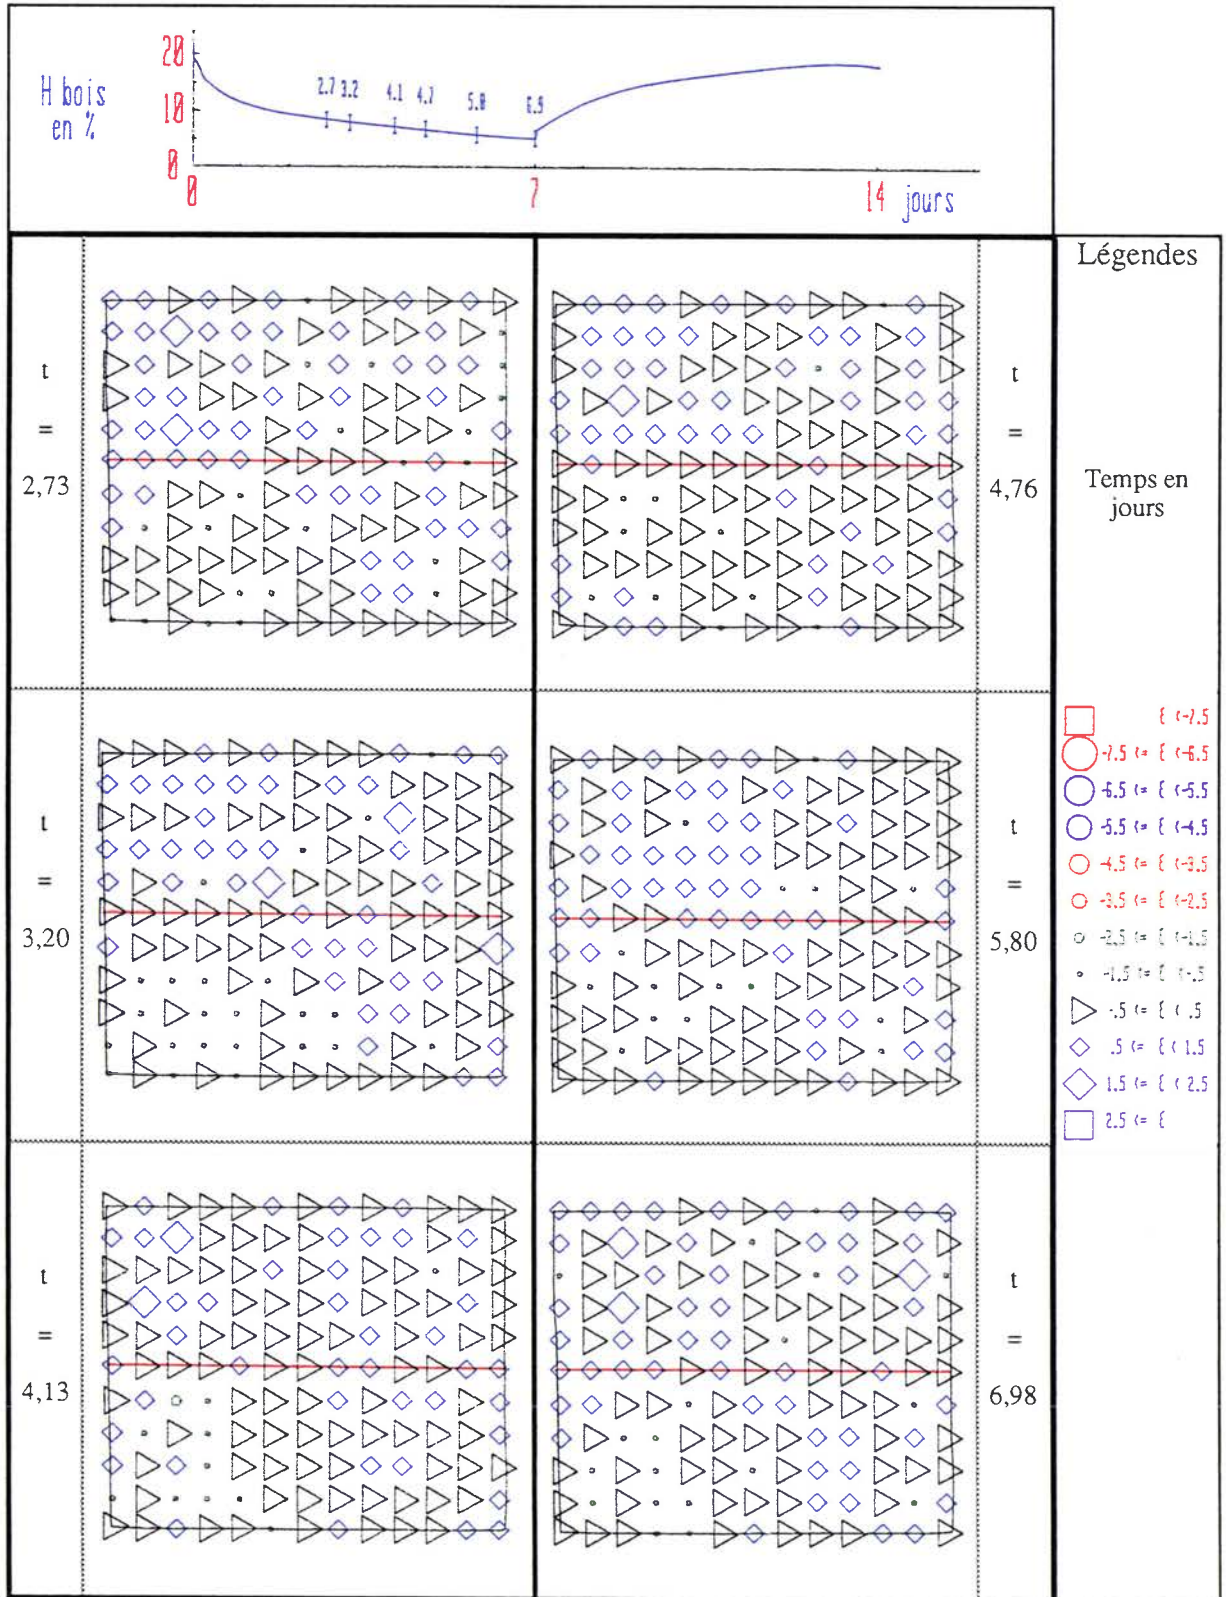 20
H bois
en %
10
0
2.7 3.2 4.1 4.7 5.8 6.9
0 7 14 jours
Légendes
t
=
2,73
t
=
4,76
Temps en
jours
t
=
3,20
t
=
5,80
ξ <-7.5
-7.5 <= ξ <-6.5
-6.5 <= ξ <-5.5
-5.5 <= ξ <-4.5
-4.5 <= ξ <-3.5
-3.5 <= ξ <-2.5
-2.5 <= ξ <-1.5
-1.5 <= ξ <-.5
-.5 <= ξ < .5
.5 <= ξ < 1.5
1.5 <= ξ < 2.5
2.5 <= ξ
t
=
4,13
t
=
6,98